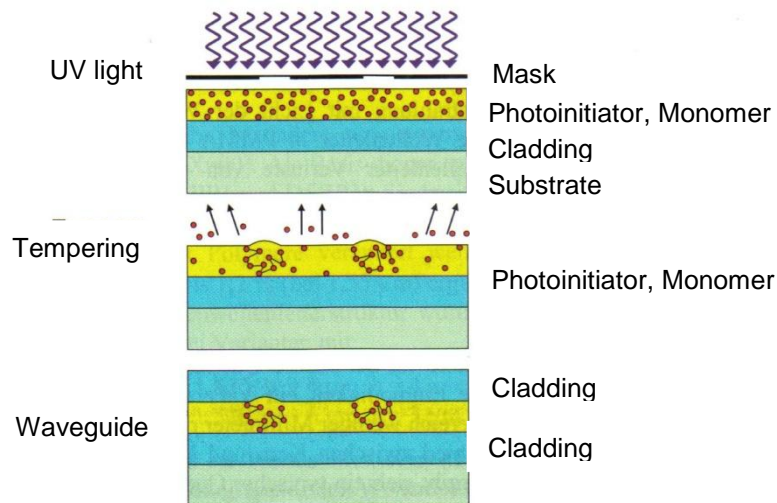 UV light
Mask
Photoinitiator, Monomer
Cladding
Substrate
Tempering
Photoinitiator, Monomer
Waveguide
Cladding
Cladding